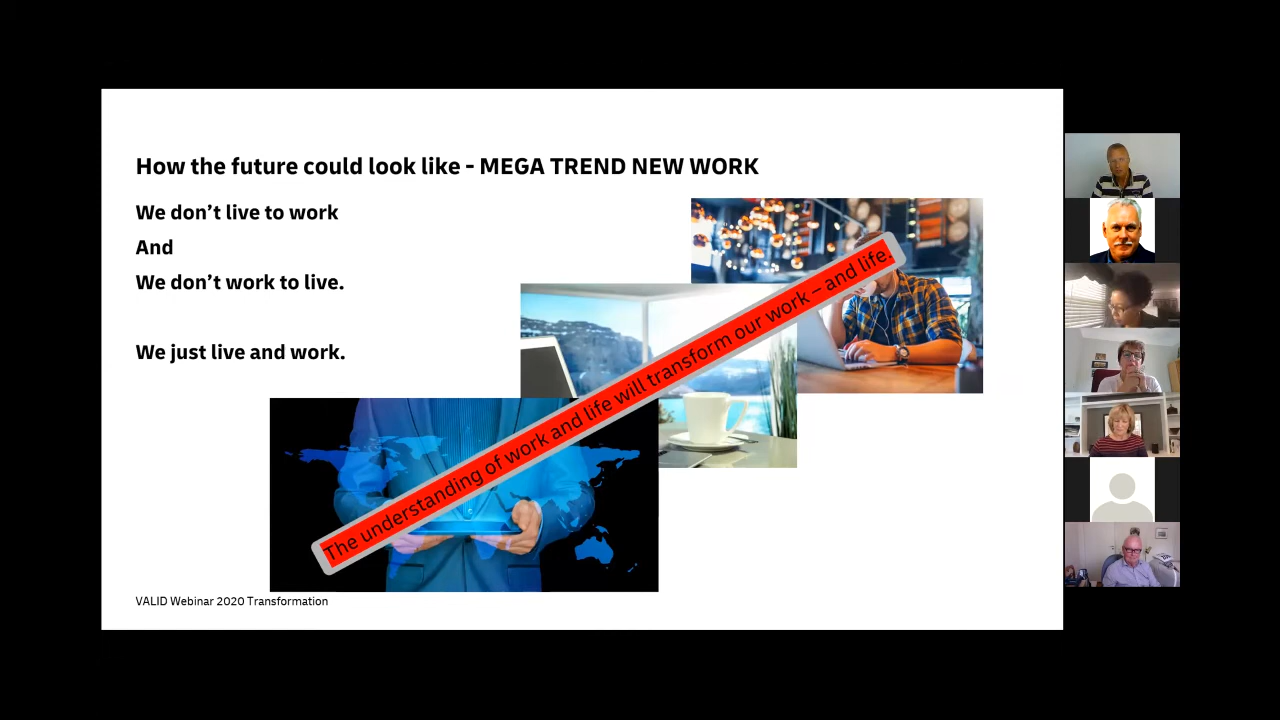 How the future could look like - MEGA TREND NEW WORK
We don’t live to work
And
We don’t work to live.
We just live and work.
The understanding of work and life will transform our work – and life.
VALID Webinar 2020 Transformation